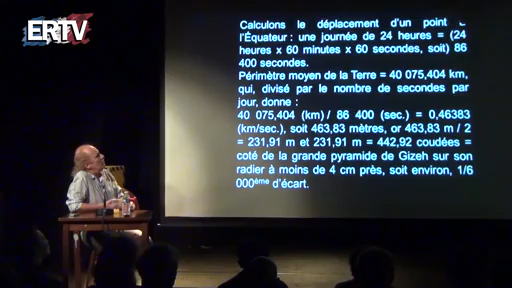 ERTV
Calculons le déplacement d'un point
l'Équateur : une journée de 24 heures = (24
heures x 60 minutes x 60 secondes, soit) 86
400 secondes.
Périmètre moyen de la Terre = 40 075,404 km,
qui, divisé par le nombre de secondes par
jour, donne :
40 075,404 (km) / 86 400 (sec.) = 0,46383
(km/sec.), soit 463,83 mètres, or 463,83 m / 2
= 231,91 m et 231,91 m = 442,92 coudées =
coté de la grande pyramide de Gizeh sur son
radier à moins de 4 cm près, soit environ, 1/6
000ème d'écart.